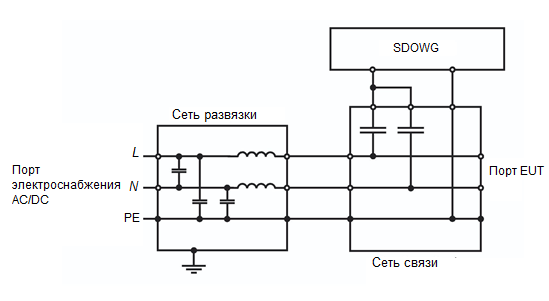 SDOWG
Сеть развязки
L
Порт
электроснабжения
AC/DC
N
PE
Порт EUT
Сеть связи